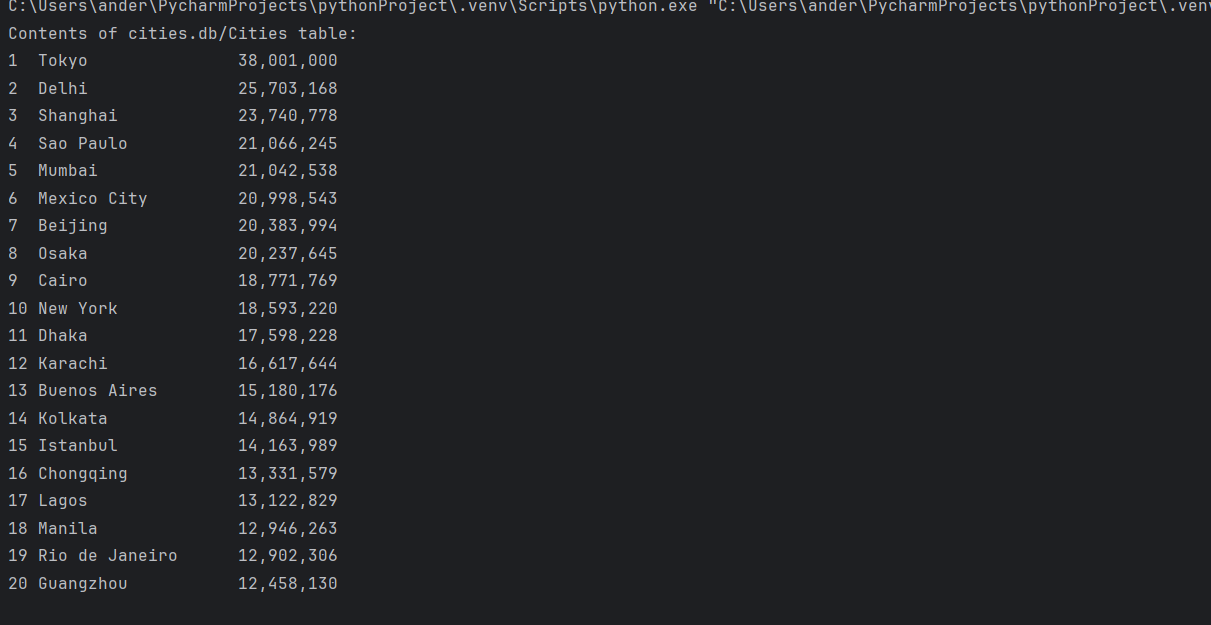 C:\Users\ander\PycharmProjects\pythonProject\.venv\Scripts\python.exe "C:\Users\ander\PycharmProjects\pythonProject\.venv
Contents of cities.db/Cities table:
1  Tokyo               38,001,000
2  Delhi               25,703,168
3  Shanghai            23,740,778
4  Sao Paulo           21,066,245
5  Mumbai              21,042,538
6  Mexico City         20,998,543
7  Beijing             20,383,994
8  Osaka               20,237,645
9  Cairo               18,771,769
10 New York            18,593,220
11 Dhaka               17,598,228
12 Karachi             16,617,644
13 Buenos Aires        15,180,176
14 Kolkata             14,864,919
15 Istanbul            14,163,989
16 Chongqing           13,331,579
17 Lagos               13,122,829
18 Manila              12,946,263
19 Rio de Janeiro      12,902,306
20 Guangzhou           12,458,130